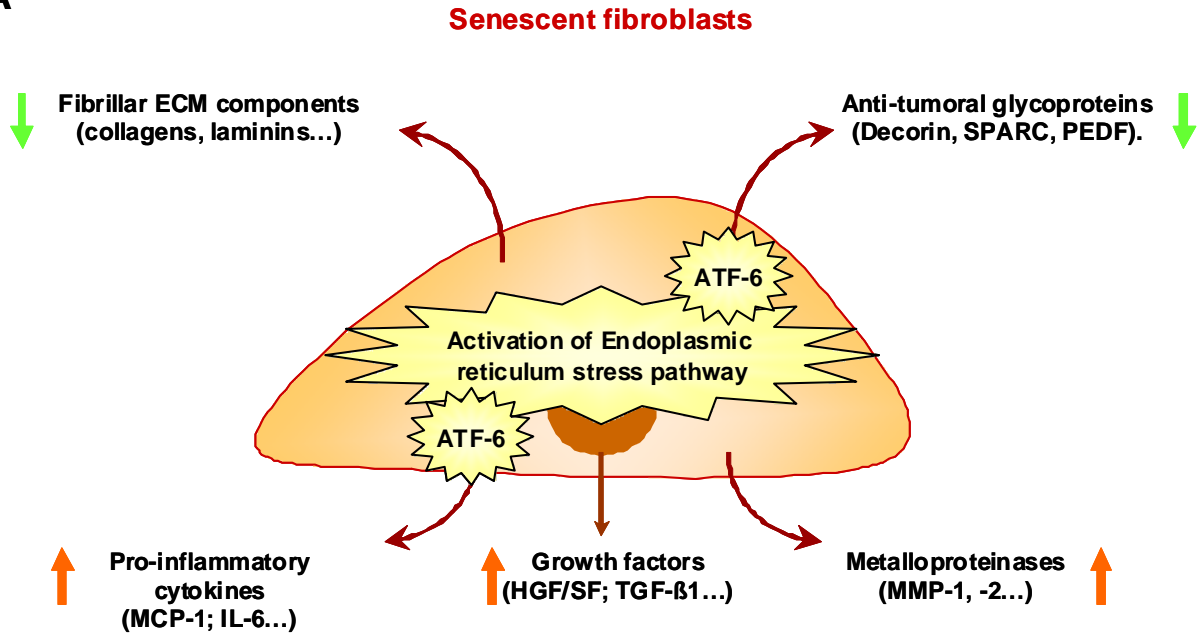 A
Senescent fibroblasts
Fibrillar ECM components
(collagens, laminins...)
Anti-tumoral glycoproteins
(Decorin, SPARC, PEDF).
ATF-6
Activation of Endoplasmic
reticulum stress pathway
ATF-6
Pro-inflammatory
cytokines
(MCP-1; IL-6...)
Growth factors
(HGF/SF; TGF-ß1...)
Metalloproteinases
(MMP-1, -2...)